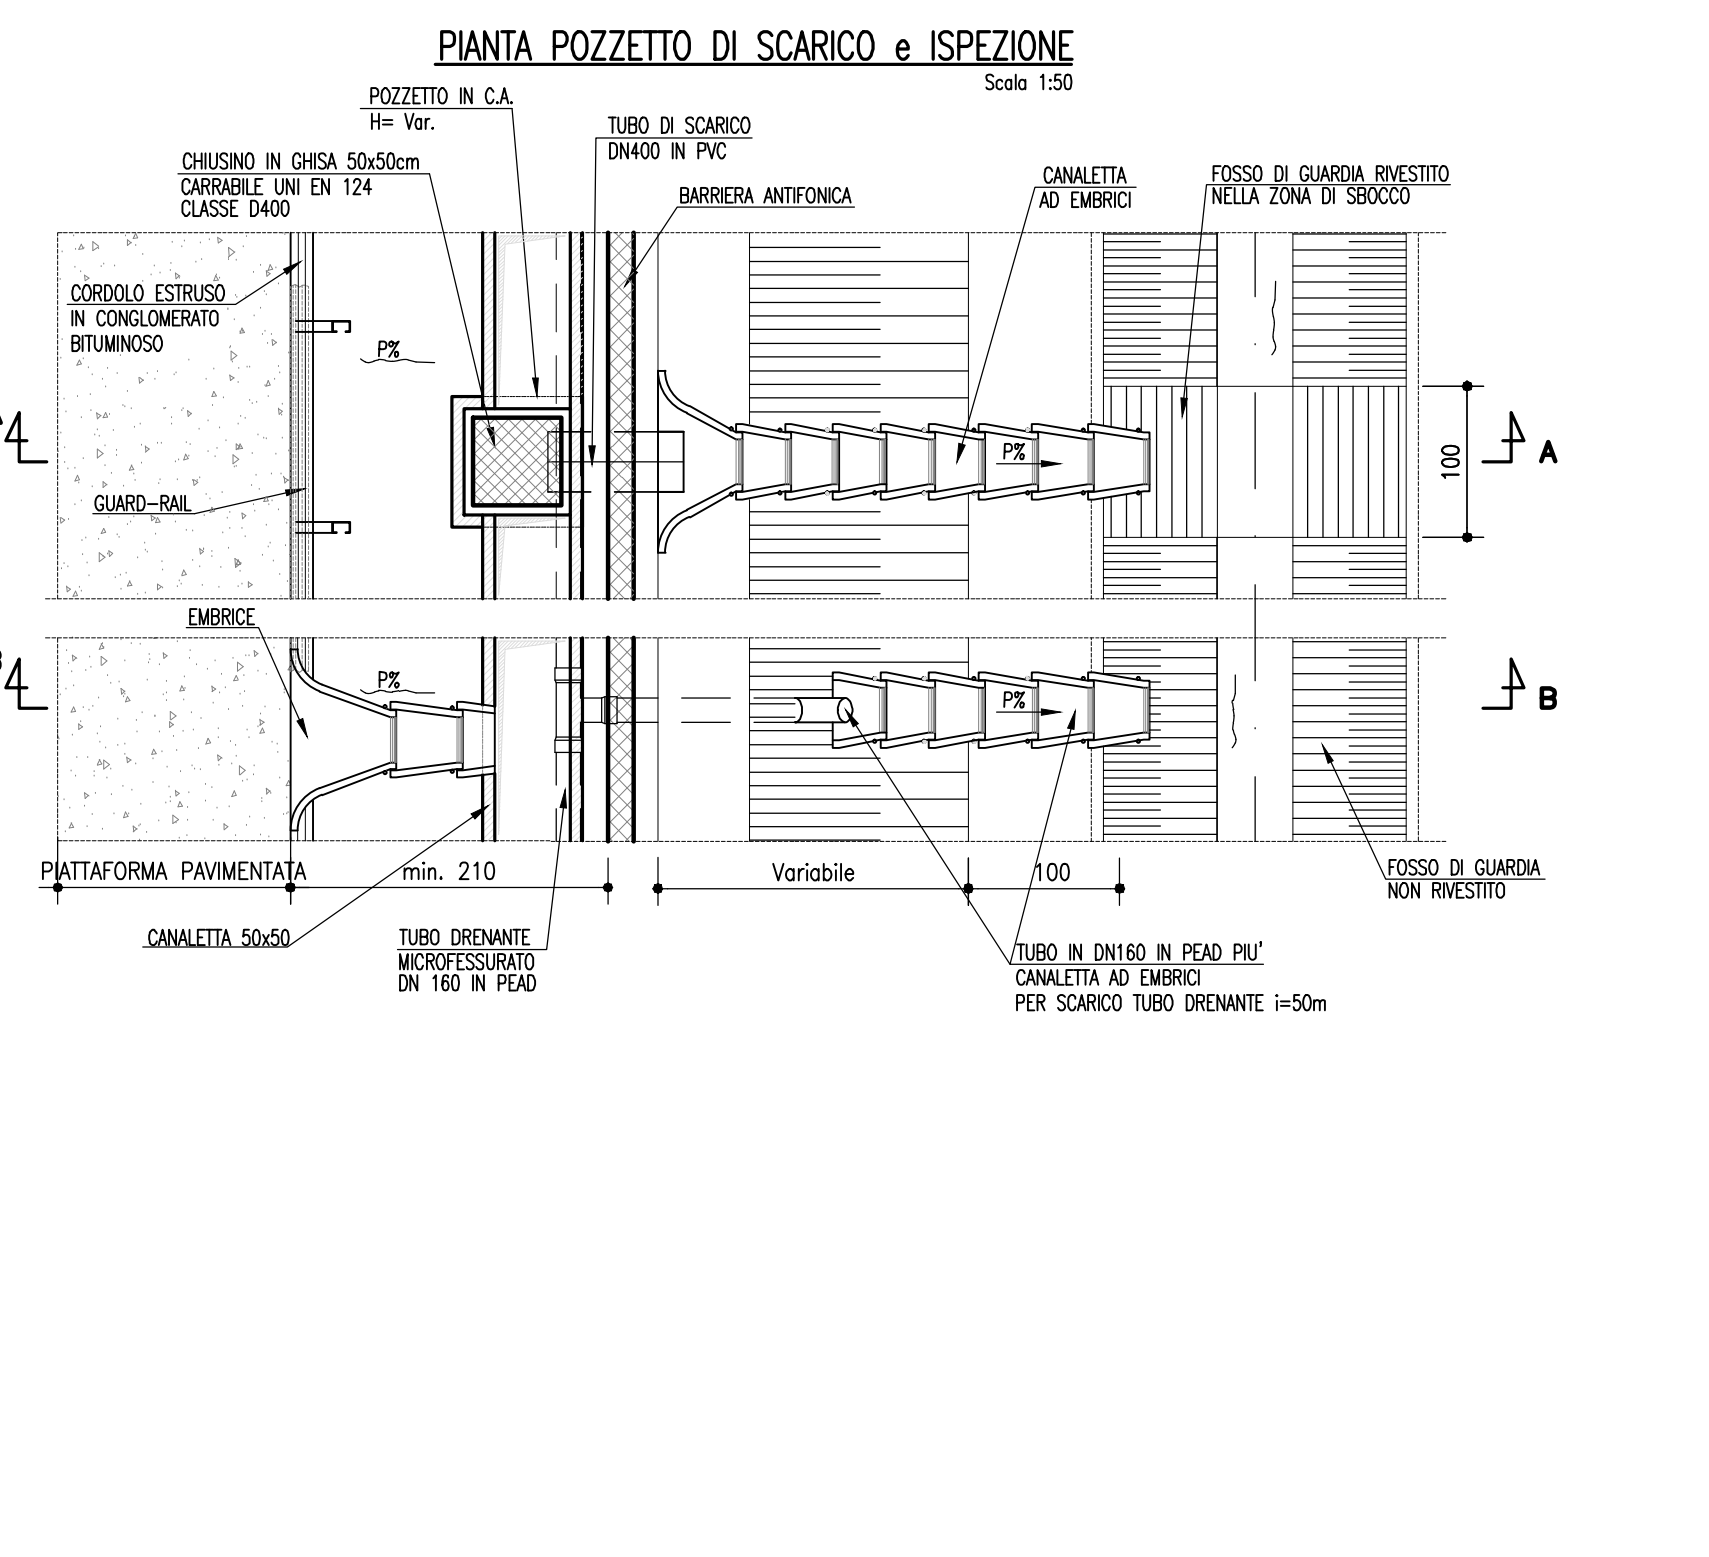 PIANTA POZZETTO DI SCARICO e ISPEZIONE
Scala 1:50
POZZETTO IN C.A.
H= Var.
TUBO DI SCARICO
DN400 IN PVC
CHIUSINO IN GHISA 50x50cm
CARRABILE UNI EN 124
CLASSE D400
BARRIERA ANTIFONICA
CANALETTA
AD EMBRICI
FOSSO DI GUARDIA RIVESTITO
NELLA ZONA DI SBOCCO
CORDOLO ESTRUSO
IN CONGLOMERATO
BITUMINOSO
P%
P%
100
A
GUARD-RAIL
EMBRICE
P%
P%
B
PIATTAFORMA PAVIMENTATA
min. 210
Variabile
100
FOSSO DI GUARDIA
NON RIVESTITO
CANALETTA 50x50
TUBO DRENANTE
MICROFESSURATO
DN 160 IN PEAD
TUBO IN DN160 IN PEAD PIU'
CANALETTA AD EMBRICI
PER SCARICO TUBO DRENANTE i=50m